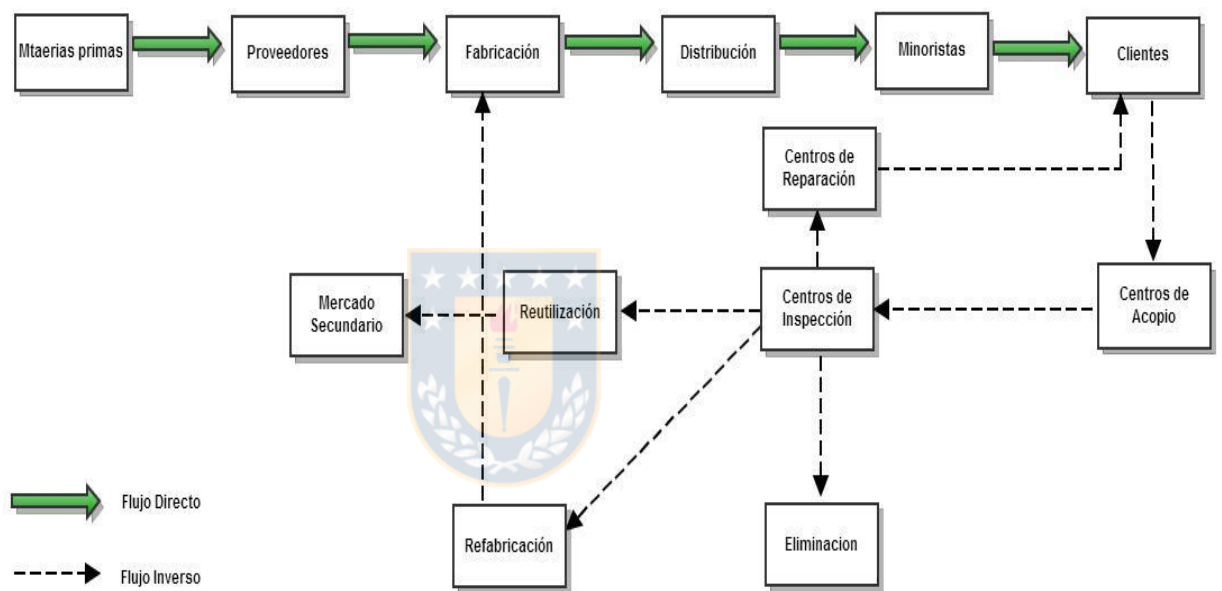 Mtaerias primas
Proveedores
Fabricación
Distribución
Minoristas
Clientes
Centros de
Reparación
Mercado
Secundario
Reutilización
Centros de
Inspección
Centros de
Acopio
Flujo Directo
Refabricación
Eliminacion
Flujo Inverso